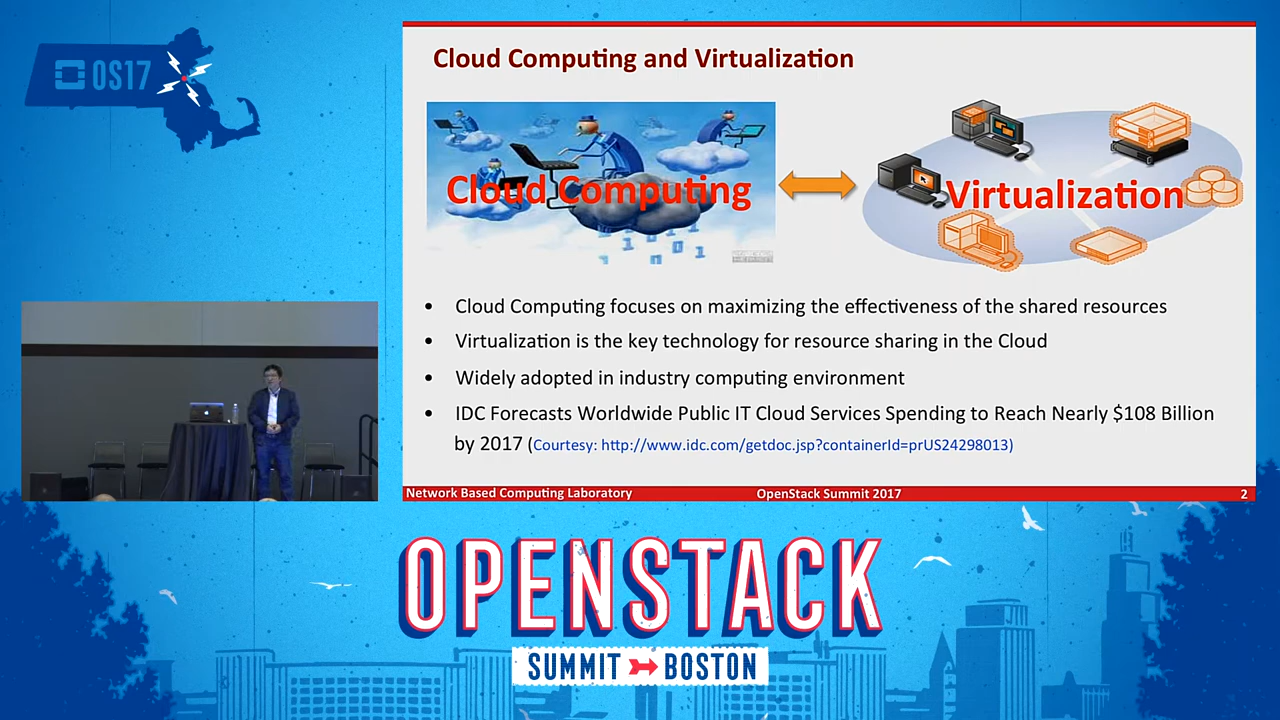 OS17
Cloud Computing and Virtualization
Cloud Computing
Virtualization
• Cloud Computing focuses on maximizing the effectiveness of the shared resources
• Virtualization is the key technology for resource sharing in the Cloud
• Widely adopted in industry computing environment
• IDC Forecasts Worldwide Public IT Cloud Services Spending to Reach Nearly $108 Billion
by 2017 (Courtesy: http://www.idc.com/getdoc.jsp?containerId=prUS24298013)
Network Based Computing Laboratory
OpenStack Summit 2017
2
OPENSTACK
SUMMIT BOSTON